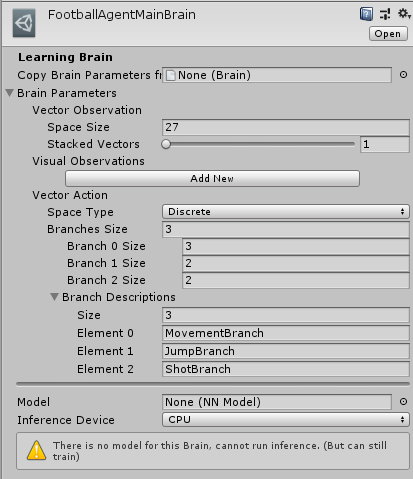 FootballAgentMainBrain
Open
Learning Brain
Copy Brain Parameters fr None (Brain)
Brain Parameters
Vector Observation
Space Size 27
Stacked Vectors 1
Visual Observations
Add New
Vector Action
Space Type Discrete
Branches Size 3
Branch 0 Size 3
Branch 1 Size 2
Branch 2 Size 2
Branch Descriptions
Size 3
Element 0 MovementBranch
Element 1 JumpBranch
Element 2 ShotBranch
Model None (NN Model)
Inference Device CPU
There is no model for this Brain, cannot run inference. (But can still
train)